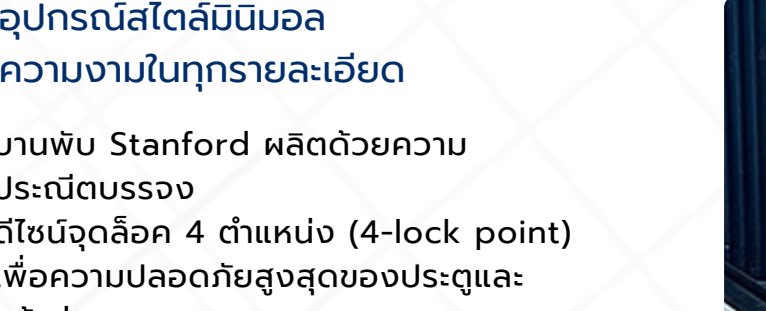 อุปกรณ์สไตล์มินิมอล
ความงามในทุกรายละเอียด
บานพับ Stanford ผลิตด้วยความ
ประณีตบรรจง
ดีไซน์จุดล็อค 4 ตำแหน่ง (4-lock point)
เพื่อความปลอดภัยสูงสุดของประตูและ